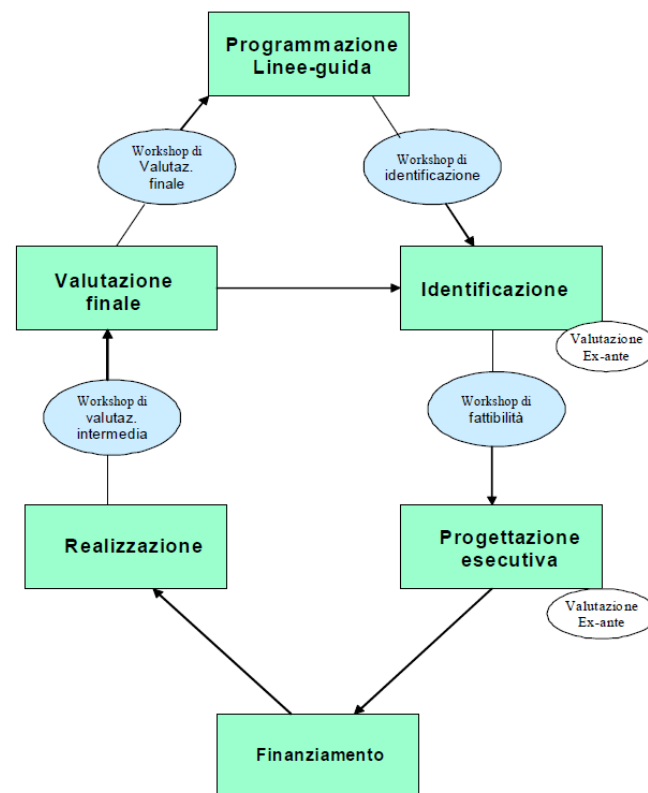 Programmazione
Linee-guida
Workshop di
Valutaz.
finale
Workshop di
identificazione
Valutazione
finale
Identificazione
Valutazione
Ex-ante
Workshop di
valutaz.
intermedia
Workshop di
fattibilità
Realizzazione
Progettazione
esecutiva
Valutazione
Ex-ante
Finanziamento